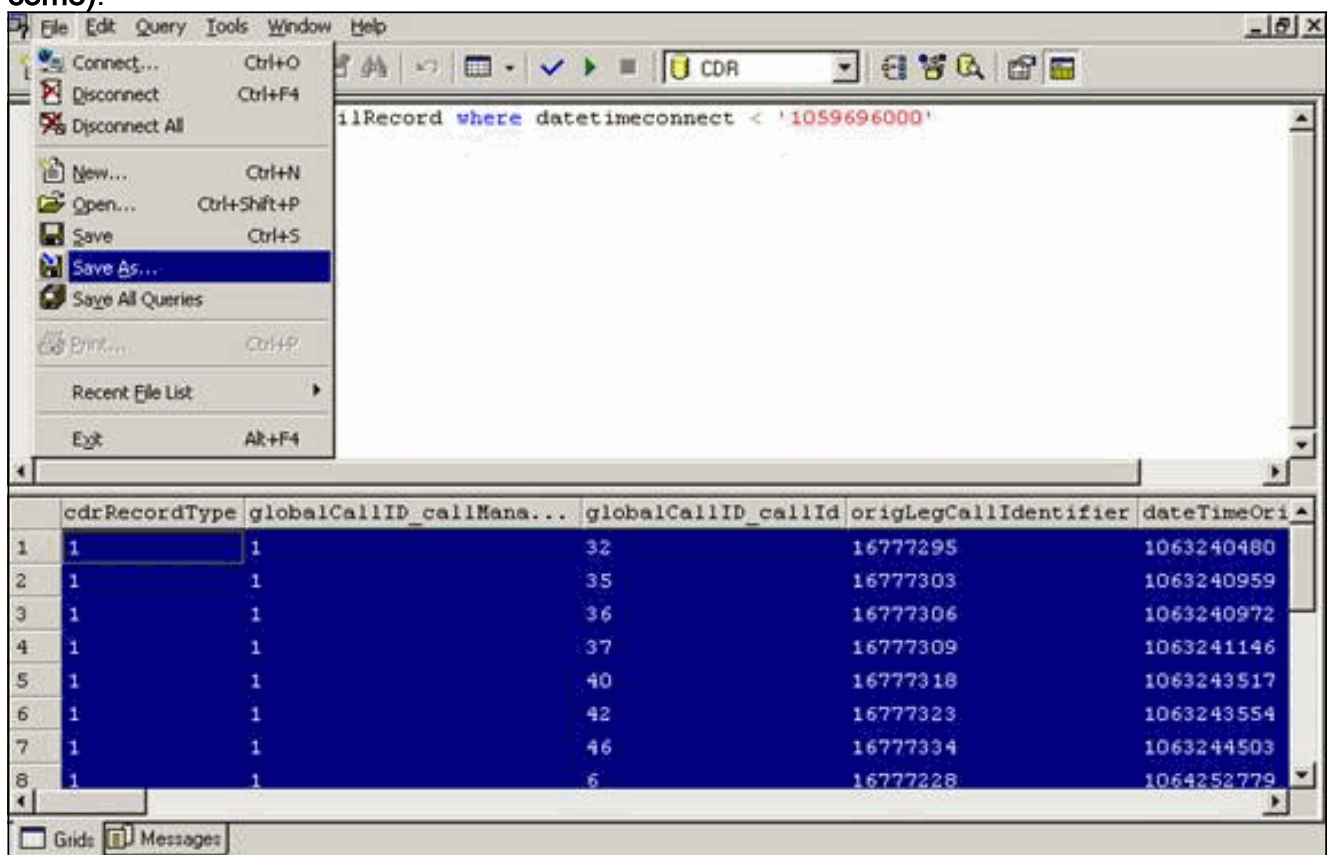 como).
File Edit Query Tools Window Help
Connect... Ctrl+O
Disconnect Ctrl+F4
Disconnect All
New... Ctrl+N
Open... Ctrl+Shift+P
Save Ctrl+S
Save As...
Save All Queries
Print... Ctrl+P
Recent File List
Exit Alt+F4
CDR
ilRecord where datetimeconnect < '1059696000'
cdrRecordType globalCallID_callMana... globalCallID_callId origLegCallIdentifier dateTimeOri
1 1 1 32 16777295 1063240480
2 1 1 35 16777303 1063240959
3 1 1 36 16777306 1063240972
4 1 1 37 16777309 1063241146
5 1 1 40 16777318 1063243517
6 1 1 42 16777323 1063243554
7 1 1 46 16777334 1063244503
8 1 1 6 16777228 1064252779
Grids Messages